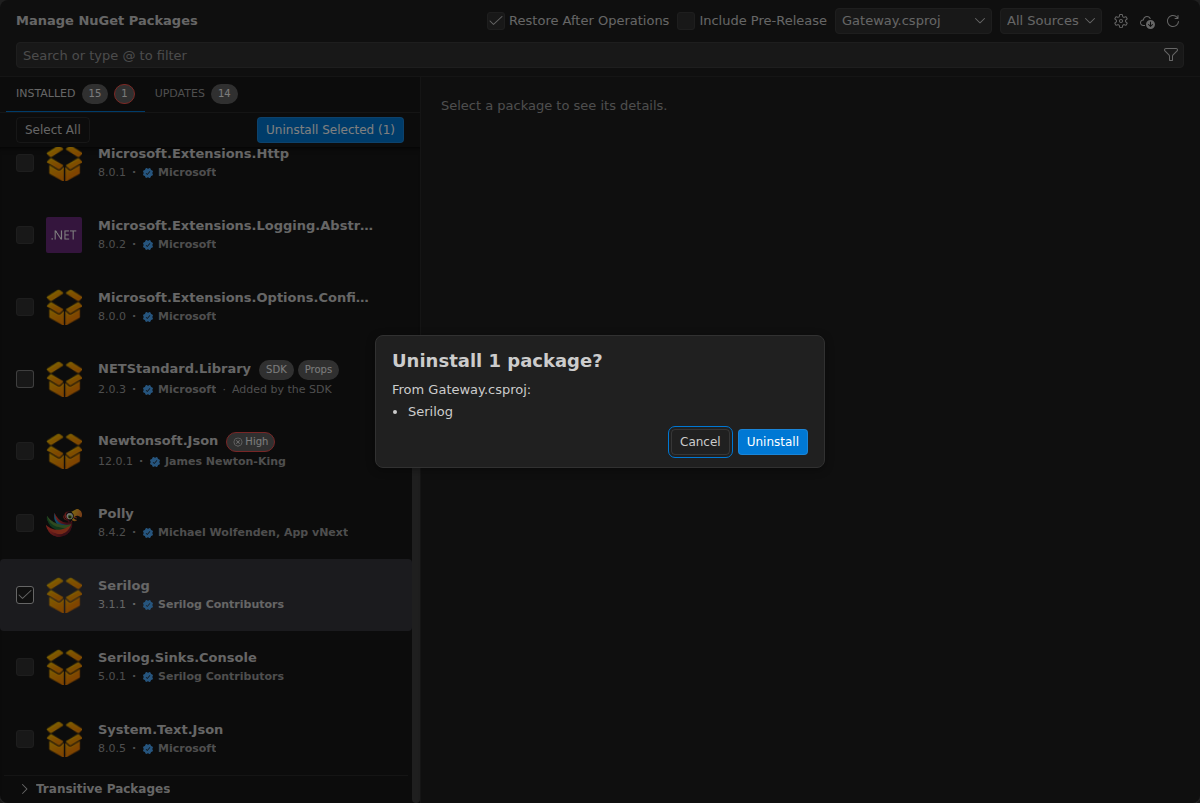 Manage NuGet Packages
Restore After Operations
Include Pre-Release
Gateway.csproj
All Sources
Search or type @ to filter
INSTALLED 15 1 UPDATES 14
Select a package to see its details.
Select All
Uninstall Selected (1)
Microsoft.Extensions.Http
8.0.1 · Microsoft
.NET
Microsoft.Extensions.Logging.Abstr…
8.0.2 · Microsoft
Microsoft.Extensions.Options.Confi…
8.0.0 · Microsoft
NETStandard.Library SDK Props
2.0.3 · Microsoft · Added by the SDK
Newtonsoft.Json High
12.0.1 · James Newton-King
Polly
8.4.2 · Michael Wolfenden, App vNext
Serilog
3.1.1 · Serilog Contributors
Serilog.Sinks.Console
5.0.1 · Serilog Contributors
System.Text.Json
8.0.5 · Microsoft
Transitive Packages
Uninstall 1 package?
From Gateway.csproj:
• Serilog
Cancel
Uninstall